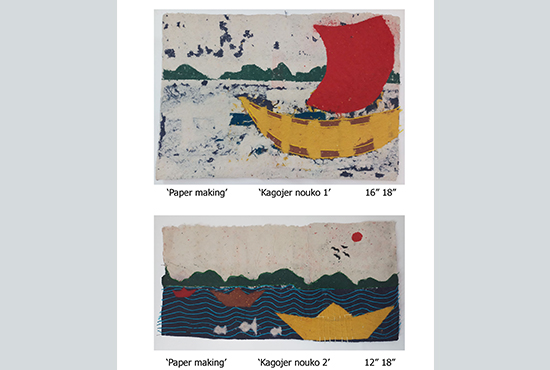 ‘Paper making’ ‘Kagojer nouko 1’ 16” 18”
‘Paper making’ ‘Kagojer nouko 2’ 12” 18”